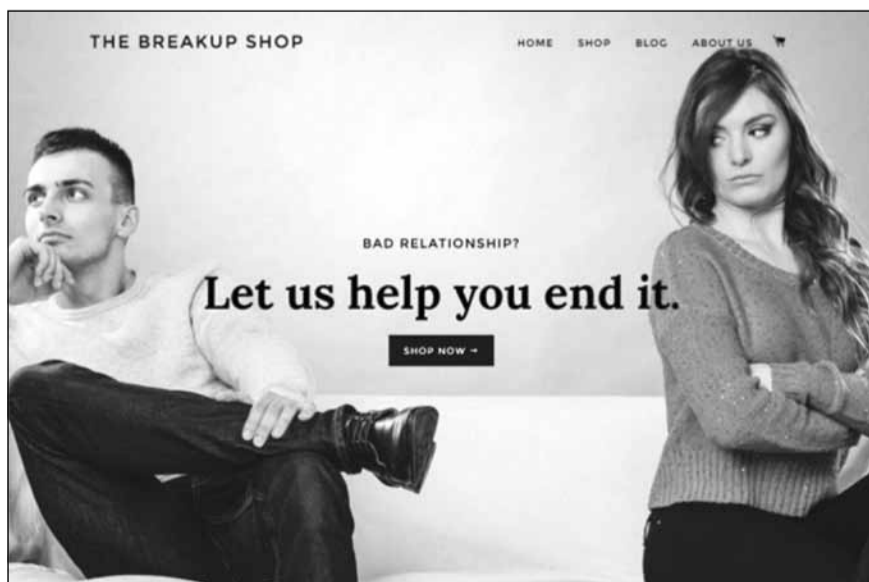 THE BREAKUP SHOP
HOME SHOP BLOG ABOUT US
BAD RELATIONSHIP?
Let us help you end it.
SHOP NOW →